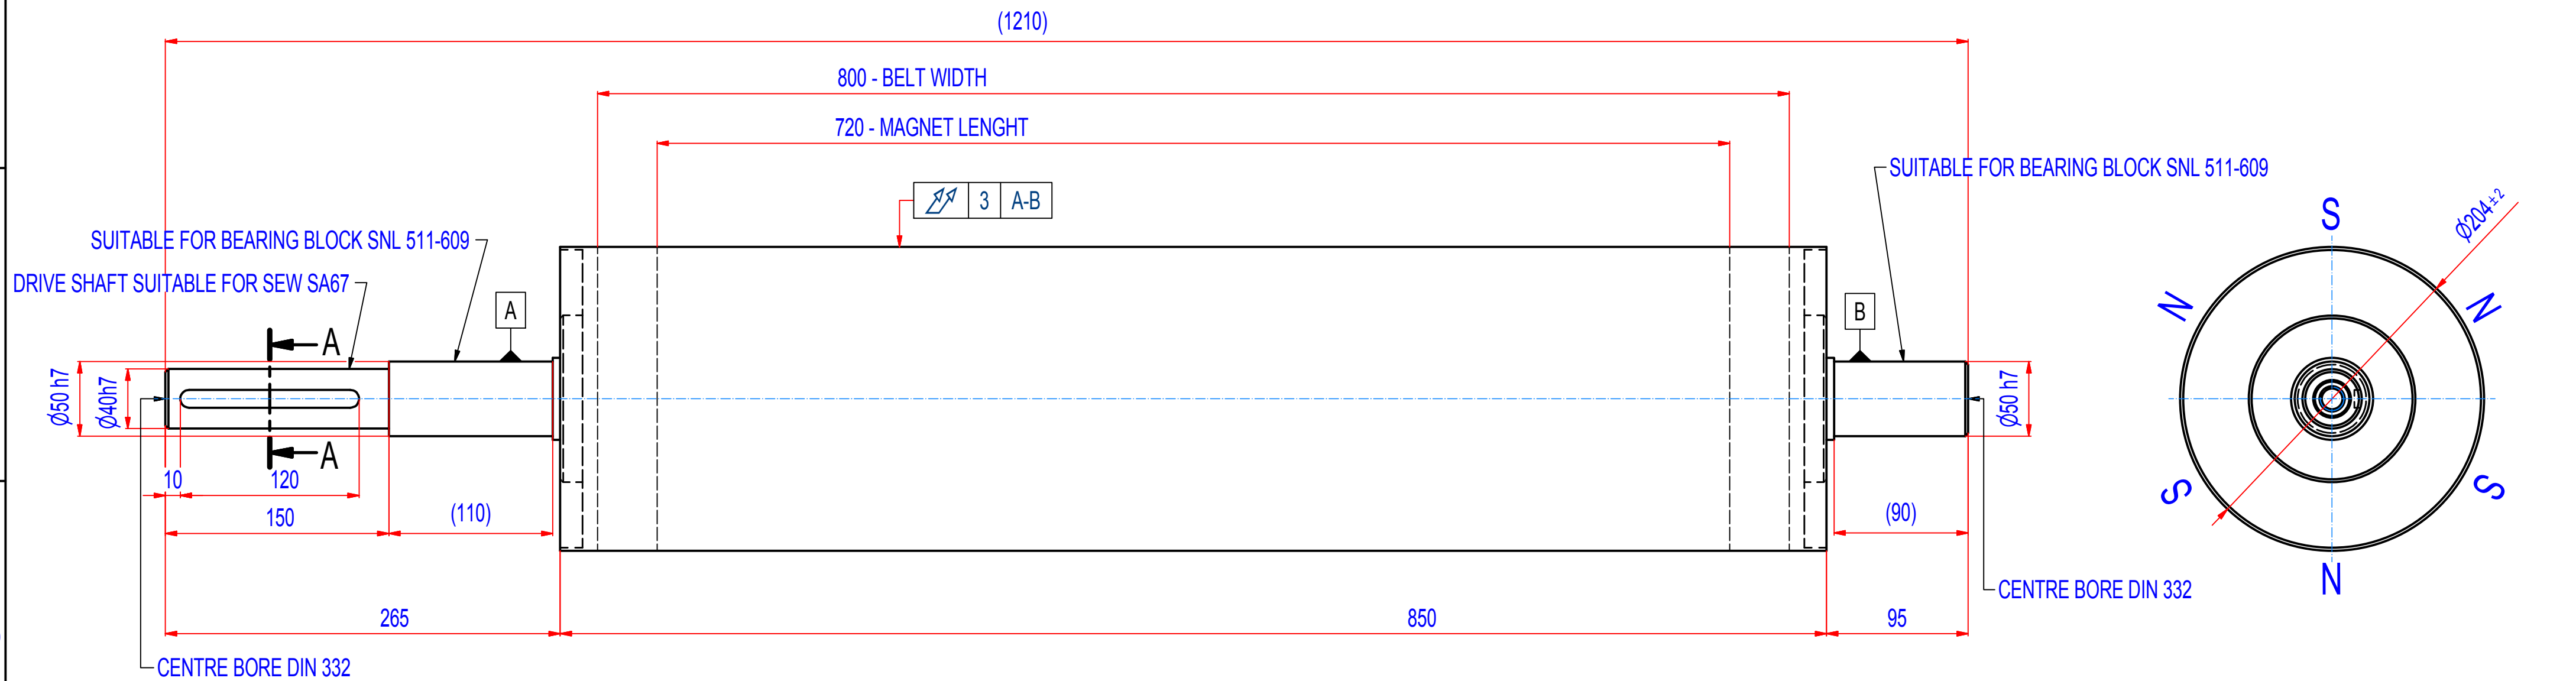 (1210)
800 - BELT WIDTH
720 - MAGNET LENGHT
SUITABLE FOR BEARING BLOCK SNL 511-609
3 A-B
Ø204±2
S
SUITABLE FOR BEARING BLOCK SNL 511-609
DRIVE SHAFT SUITABLE FOR SEW SA67
N
N
A
B
A
Ø50 h7
Ø40h7
Ø50 h7
A
10
120
S
S
150
(110)
(90)
N
CENTRE BORE DIN 332
265
850
95
CENTRE BORE DIN 332